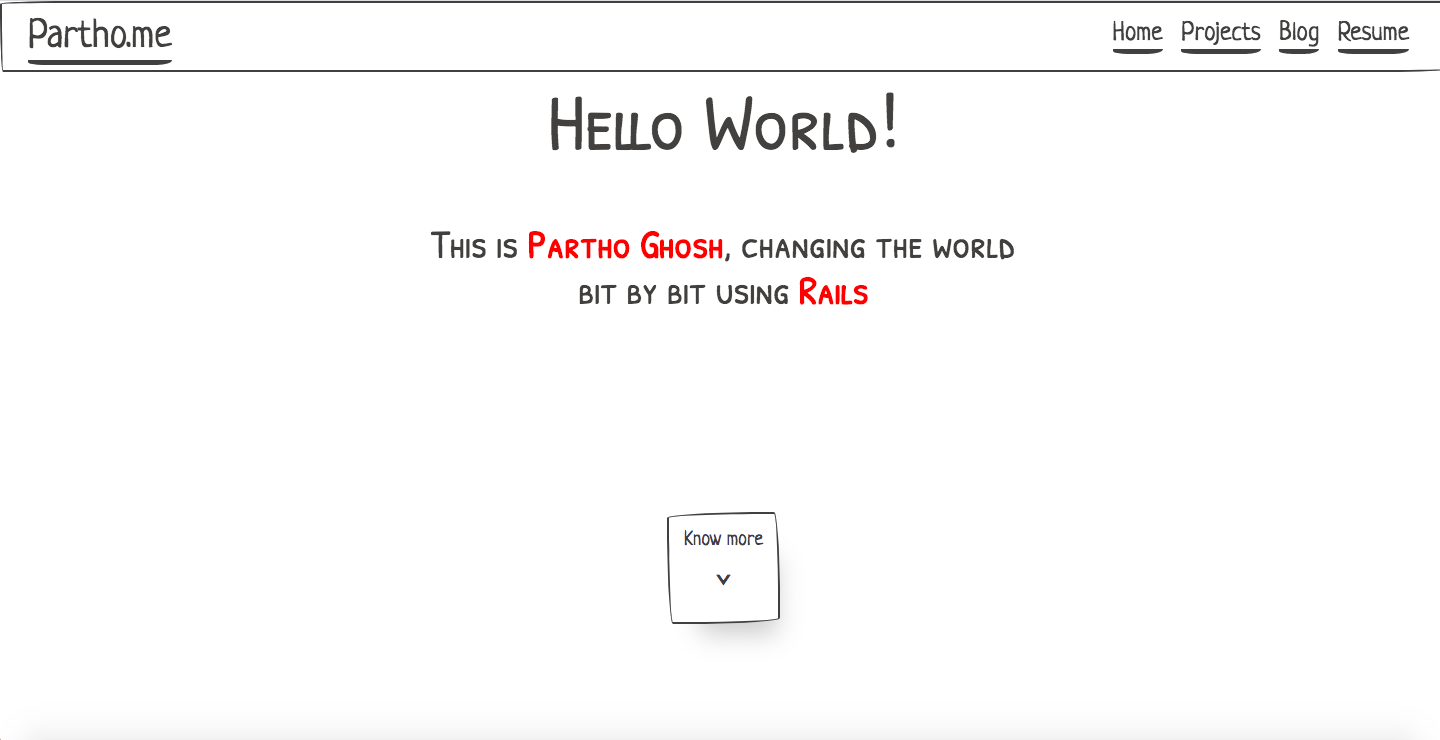 Partho.me
Home Projects Blog Resume
Hello World!
This is Partho Ghosh, changing the world
bit by bit using Rails
Know more